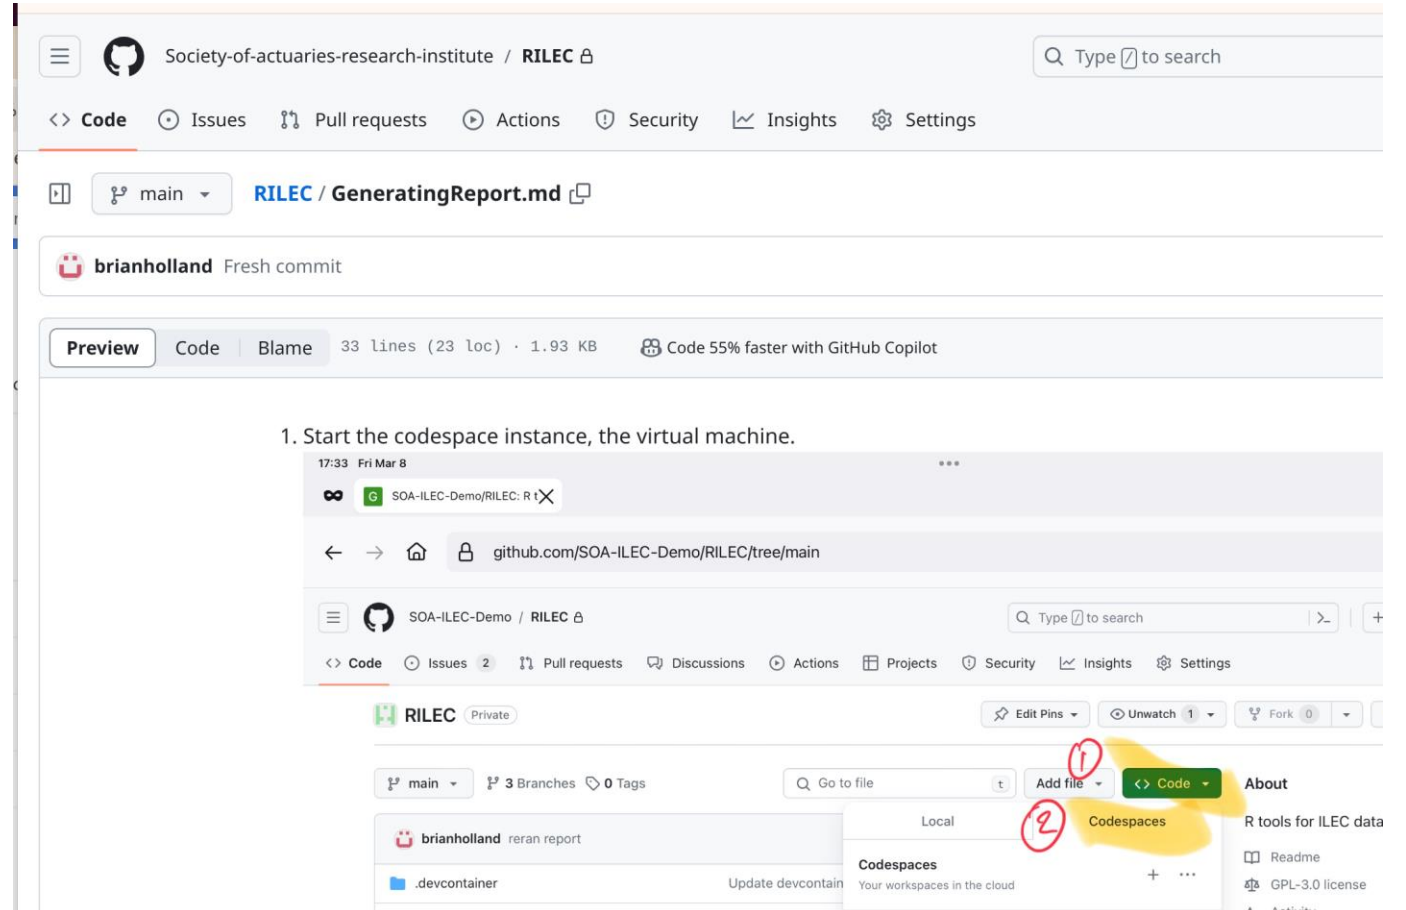 Society-of-actuaries-research-institute / RILEC
Type / to search
<> Code Issues Pull requests Actions Security Insights Settings
main RILEC / GeneratingReport.md
brianholland Fresh commit
Preview Code Blame 33 lines (23 loc) · 1.93 KB Code 55% faster with GitHub Copilot
1. Start the codespace instance, the virtual machine.
17:33 Fri Mar 8
G SOA-ILEC-Demo/RILEC: R t
github.com/SOA-ILEC-Demo/RILEC/tree/main
SOA-ILEC-Demo / RILEC
Type / to search
<> Code Issues 2 Pull requests Discussions Actions Projects Security Insights Settings
RILEC Private Edit Pins Unwatch 1 Fork 0
1
main 3 Branches 0 Tags Go to file t Add file <> Code About
2
Local Codespaces R tools for ILEC data
brianholland reran report
Codespaces
Your workspaces in the cloud
Readme
.devcontainer Update devcontain
GPL-3.0 license